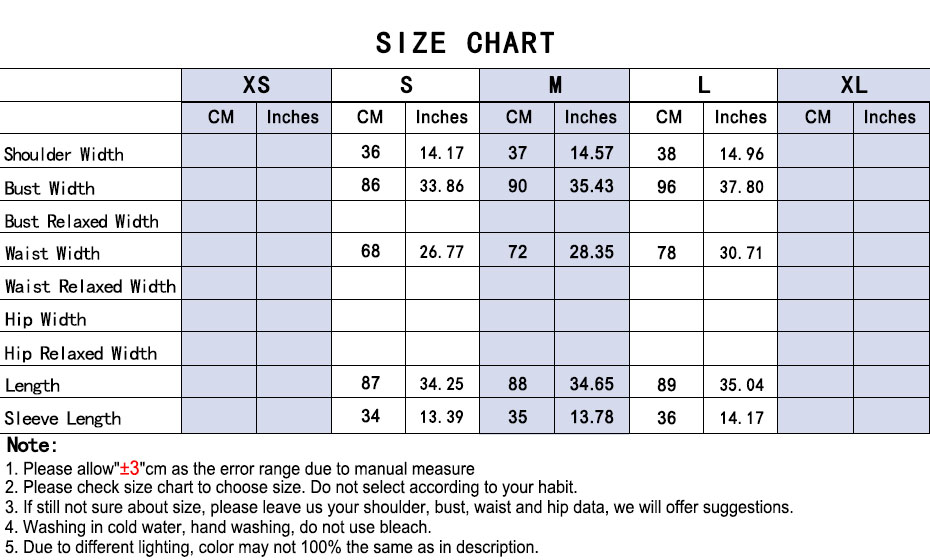 SIZE CHART
XS S M L XL
CM Inches CM Inches CM Inches CM Inches CM Inches
Shoulder Width 36 14.17 37 14.57 38 14.96
Bust Width 86 33.86 90 35.43 96 37.80
Bust Relaxed Width
Waist Width 68 26.77 72 28.35 78 30.71
Waist Relaxed Width
Hip Width
Hip Relaxed Width
Length 87 34.25 88 34.65 89 35.04
Sleeve Length 34 13.39 35 13.78 36 14.17
Note:
1. Please allow"±3"cm as the error range due to manual measure
2. Please check size chart to choose size. Do not select according to your habit.
3. If still not sure about size, please leave us your shoulder, bust, waist and hip data, we will offer suggestions.
4. Washing in cold water, hand washing, do not use bleach.
5. Due to different lighting, color may not 100% the same as in description.